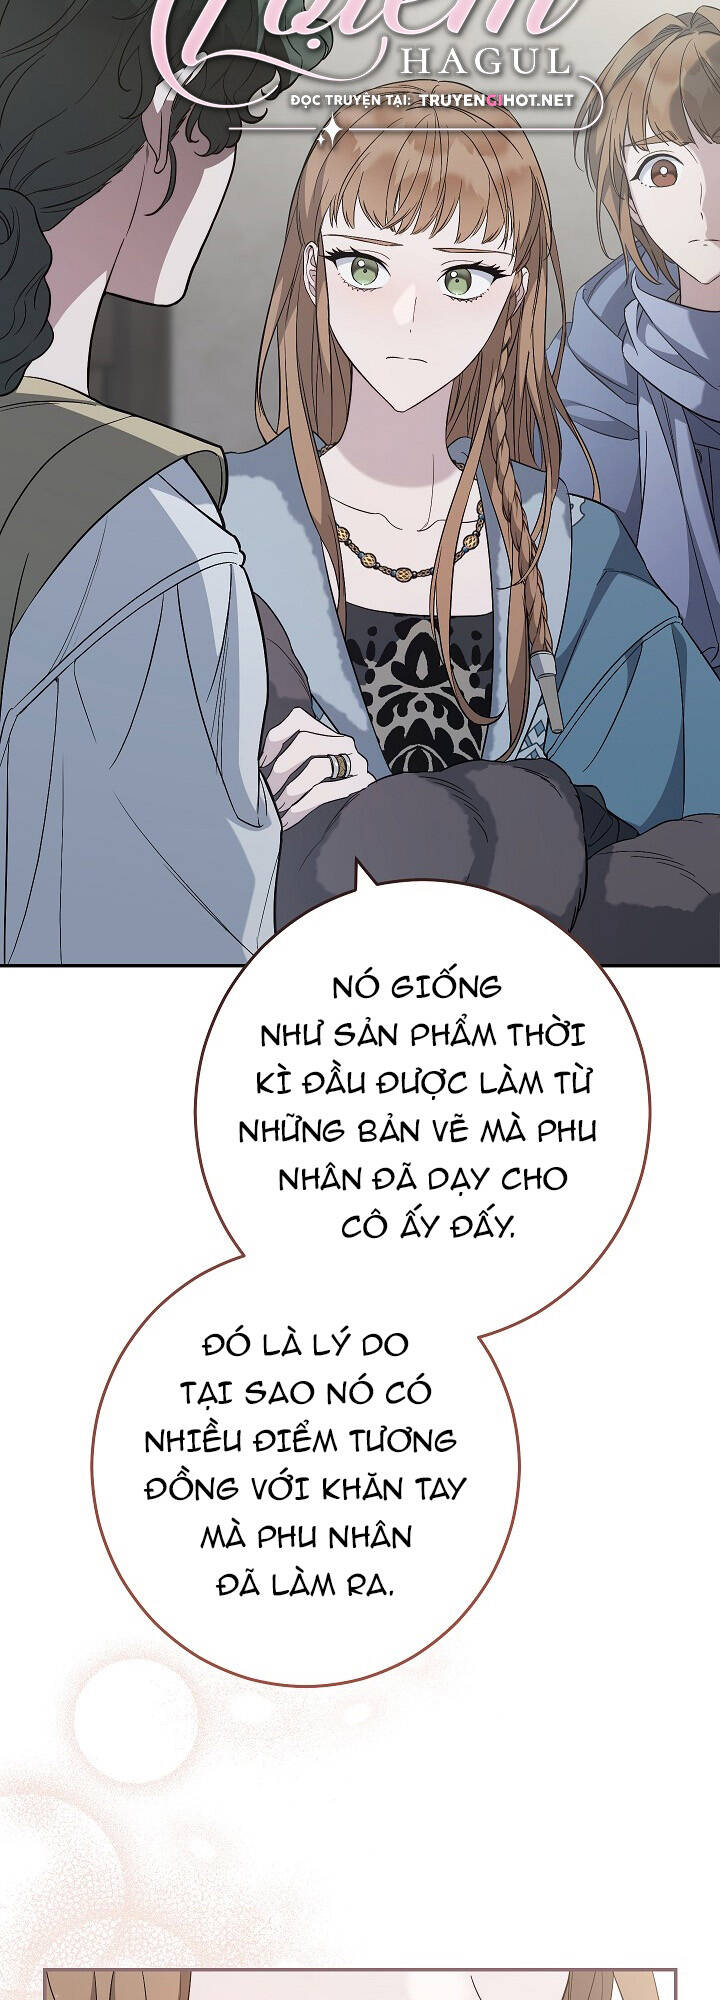 HAGUL
ĐỌC TRUYỆN TẠI: TRUYENGIHOT.NET
NÓ GIỐNG
NHƯ SẢN PHẨM THỜI
KÌ ĐẦU ĐƯỢC LÀM TỪ
NHỮNG BẢN VẼ MÀ PHU
NHÂN ĐÃ DẠY CHO
CÔ ẤY ĐẤY.
ĐÓ LÀ LÝ DO
TẠI SAO NÓ CÓ
NHIỀU ĐIỂM TƯƠNG
ĐỒNG VỚI KHĂN TAY
MÀ PHU NHÂN
ĐÃ LÀM RA.